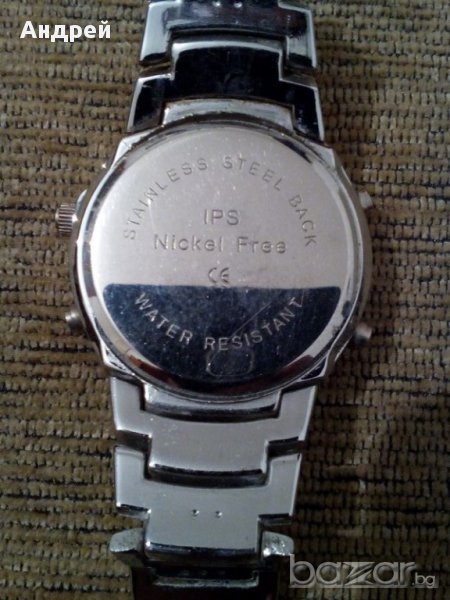 Андрей
STAINLESS STEEL BACK
IPS
Nickel Free
CE
WATER RESISTANT
bazar.bg